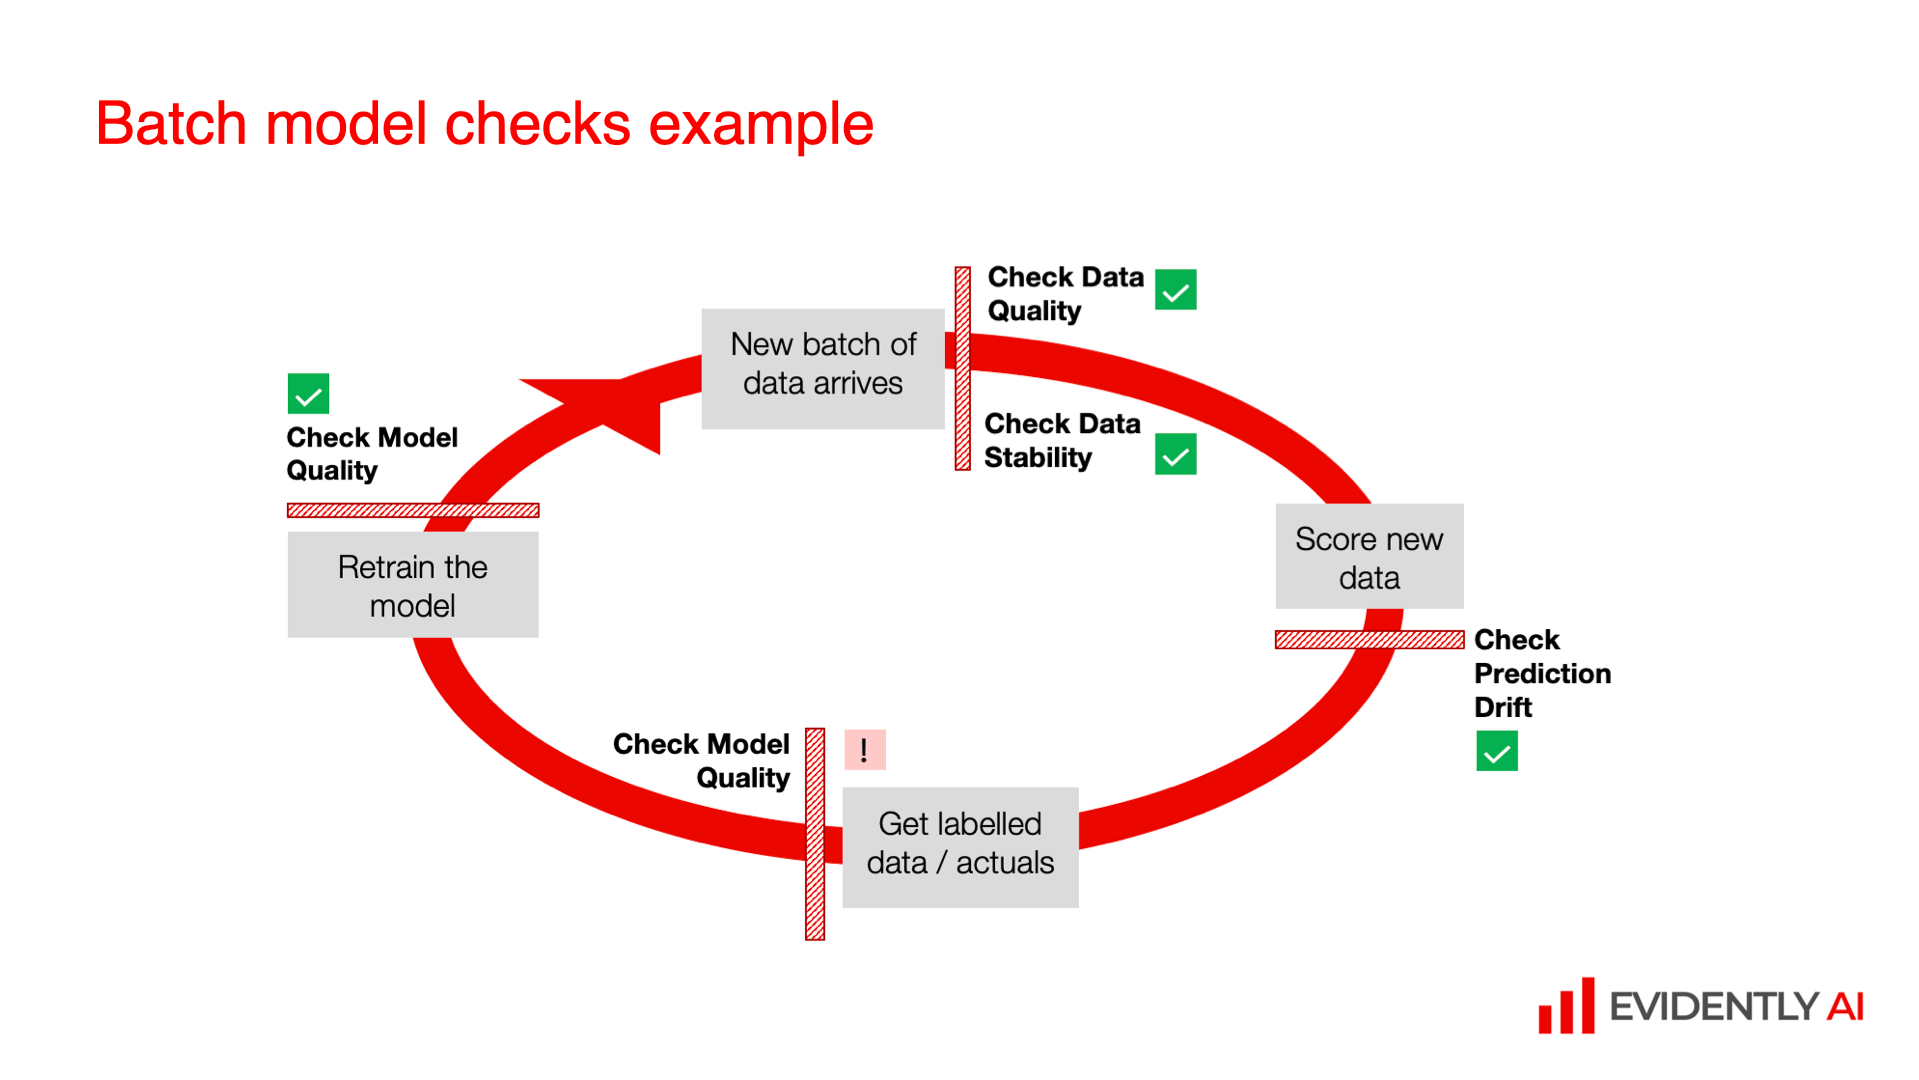 Batch model checks example
Check Data
Quality
New batch of
data arrives
Check Data
Stability
Check Model
Quality
Retrain the
model
Score new
data
Check
Prediction
Drift
Check Model
Quality
!
Get labelled
data / actuals
EVIDENTLY AI